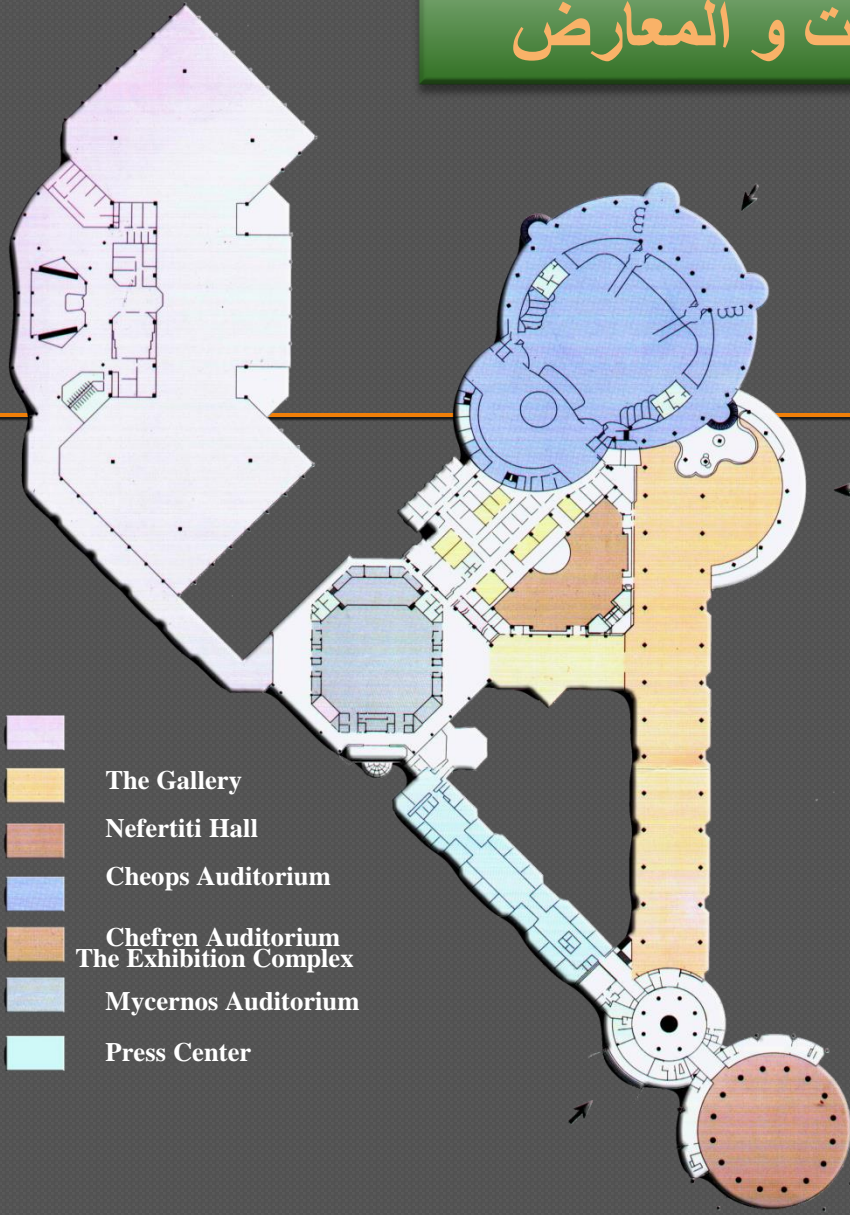 و المعارض
The Gallery
Nefertiti Hall
Cheops Auditorium
Chefren Auditorium
The Exhibition Complex
Mycernos Auditorium
Press Center